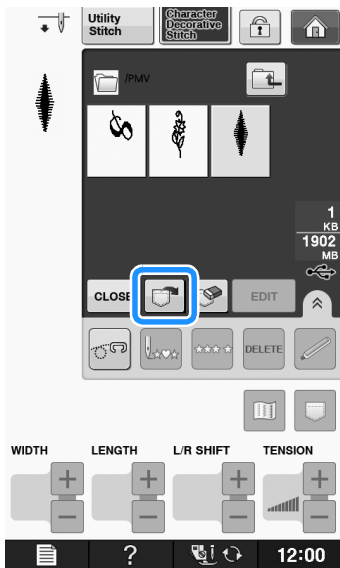 Utility
Stitch
Character
Decorative
Stitch
/PMV
1
KB
1902
MB
CLOSE
EDIT
DELETE
WIDTH
LENGTH
L/R SHIFT
TENSION
?
12:00